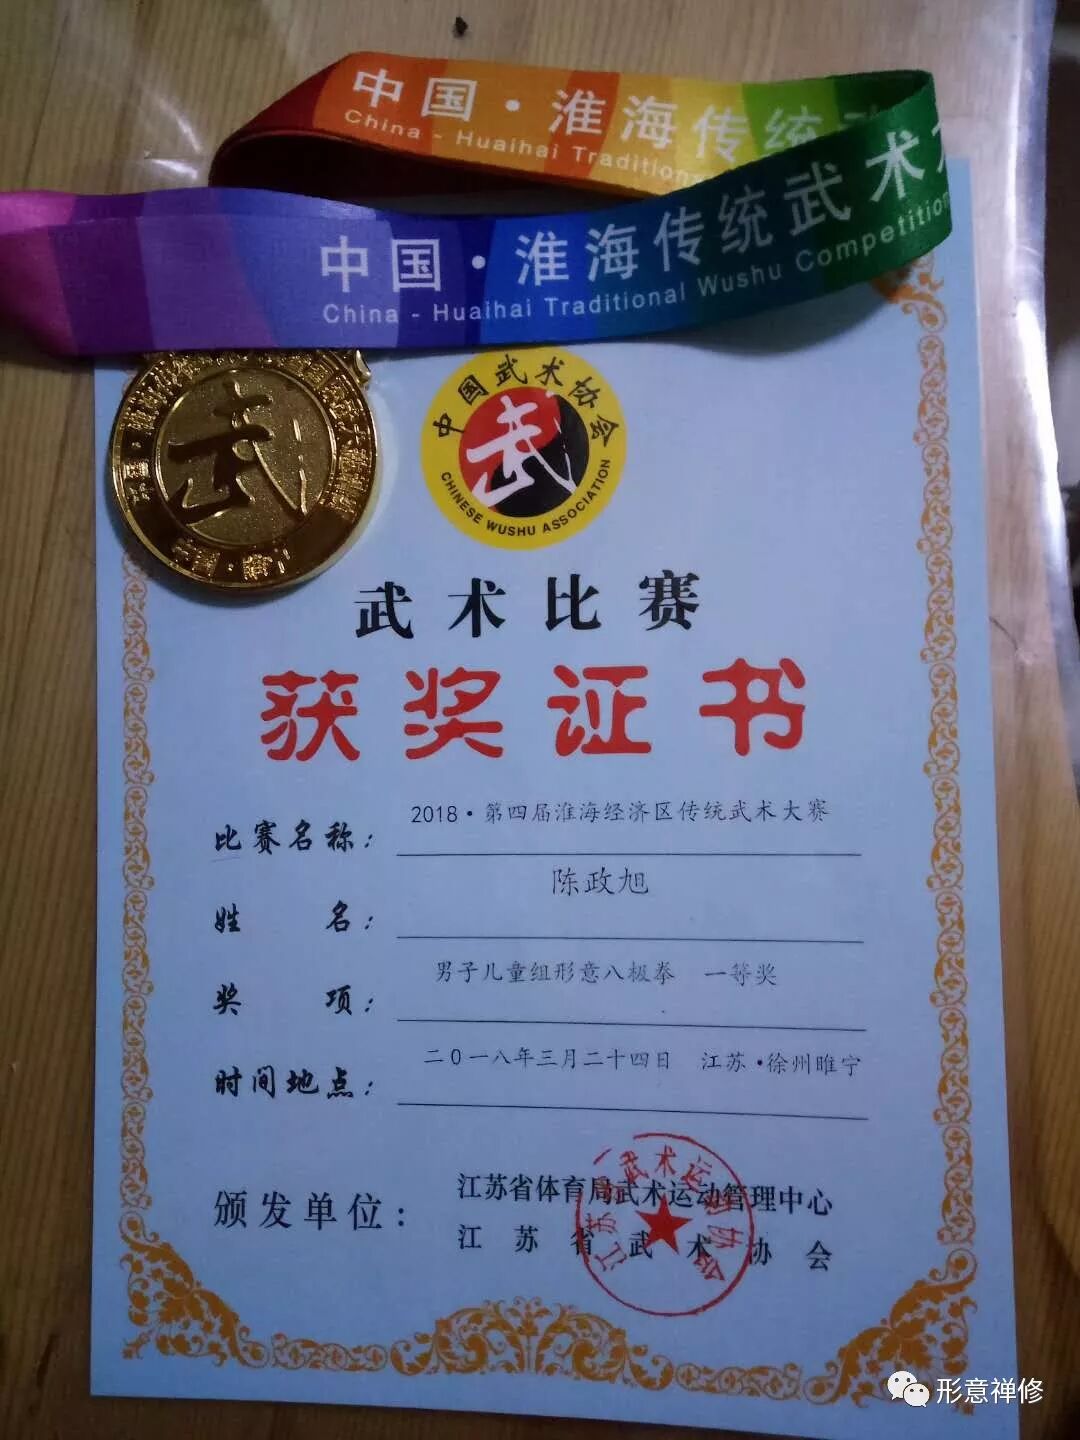 中国·淮海传统
China - Huaihai Traditional
中国·淮海传统武术
China - Huaihai Traditional Wushu Competition
武
中国武术协会
武
CHINESE WUSHU ASSOCIATION
武术比赛
获奖证书
比赛名称: 2018·第四届淮海经济区传统武术大赛
姓名: 陈政旭
奖项: 男子儿童组形意八极拳 一等奖
时间地点: 二0一八年三月二十四日 江苏·徐州睢宁
颁发单位: 江苏省体育局武术运动管理中心
江苏省武术协会
形意禅修